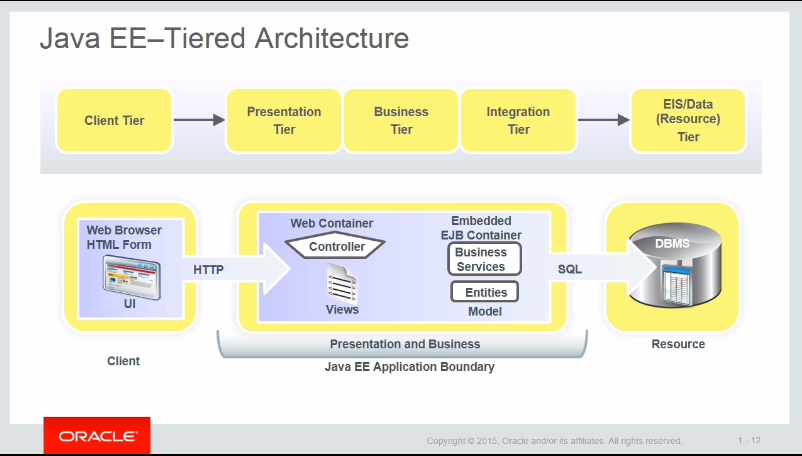 Java EE–Tiered Architecture
Client Tier
Presentation
Tier
Business
Tier
Integration
Tier
EIS/Data
(Resource)
Tier
Web Browser
HTML Form
UI
HTTP
Web Container
Controller
Views
Embedded
EJB Container
Business
Services
Entities
Model
SQL
DBMS
Client
Presentation and Business
Java EE Application Boundary
Resource
ORACLE®
Copyright © 2015, Oracle and/or its affiliates. All rights reserved.
1 - 12